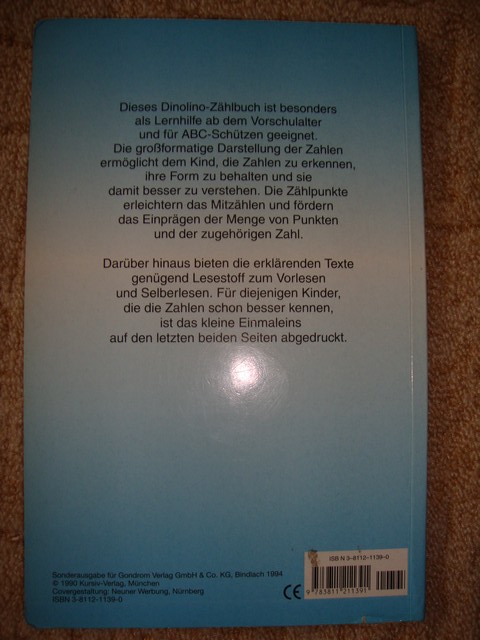 Dieses Dinolino-Zählbuch ist besonders
als Lernhilfe ab dem Vorschulalter
und für ABC-Schützen geeignet.
Die großformatige Darstellung der Zahlen
ermöglicht dem Kind, die Zahlen zu erkennen,
ihre Form zu behalten und sie
damit besser zu verstehen. Die Zählpunkte
erleichtern das Mitzählen und fördern
das Einprägen der Menge von Punkten
und der zugehörigen Zahl.
Darüber hinaus bieten die erklärenden Texte
genügend Lesestoff zum Vorlesen
und Selberlesen. Für diejenigen Kinder,
die die Zahlen schon besser kennen,
ist das kleine Einmaleins
auf den letzten beiden Seiten abgedruckt.
Sonderausgabe für Gondrom Verlag GmbH & Co. KG, Bindlach 1994
© 1990 Kursiv-Verlag, München
Covergestaltung: Neuner Werbung, Nürnberg
ISBN 3-8112-1139-0
CE
ISBN 3-8112-1139-0
9 783811 211391